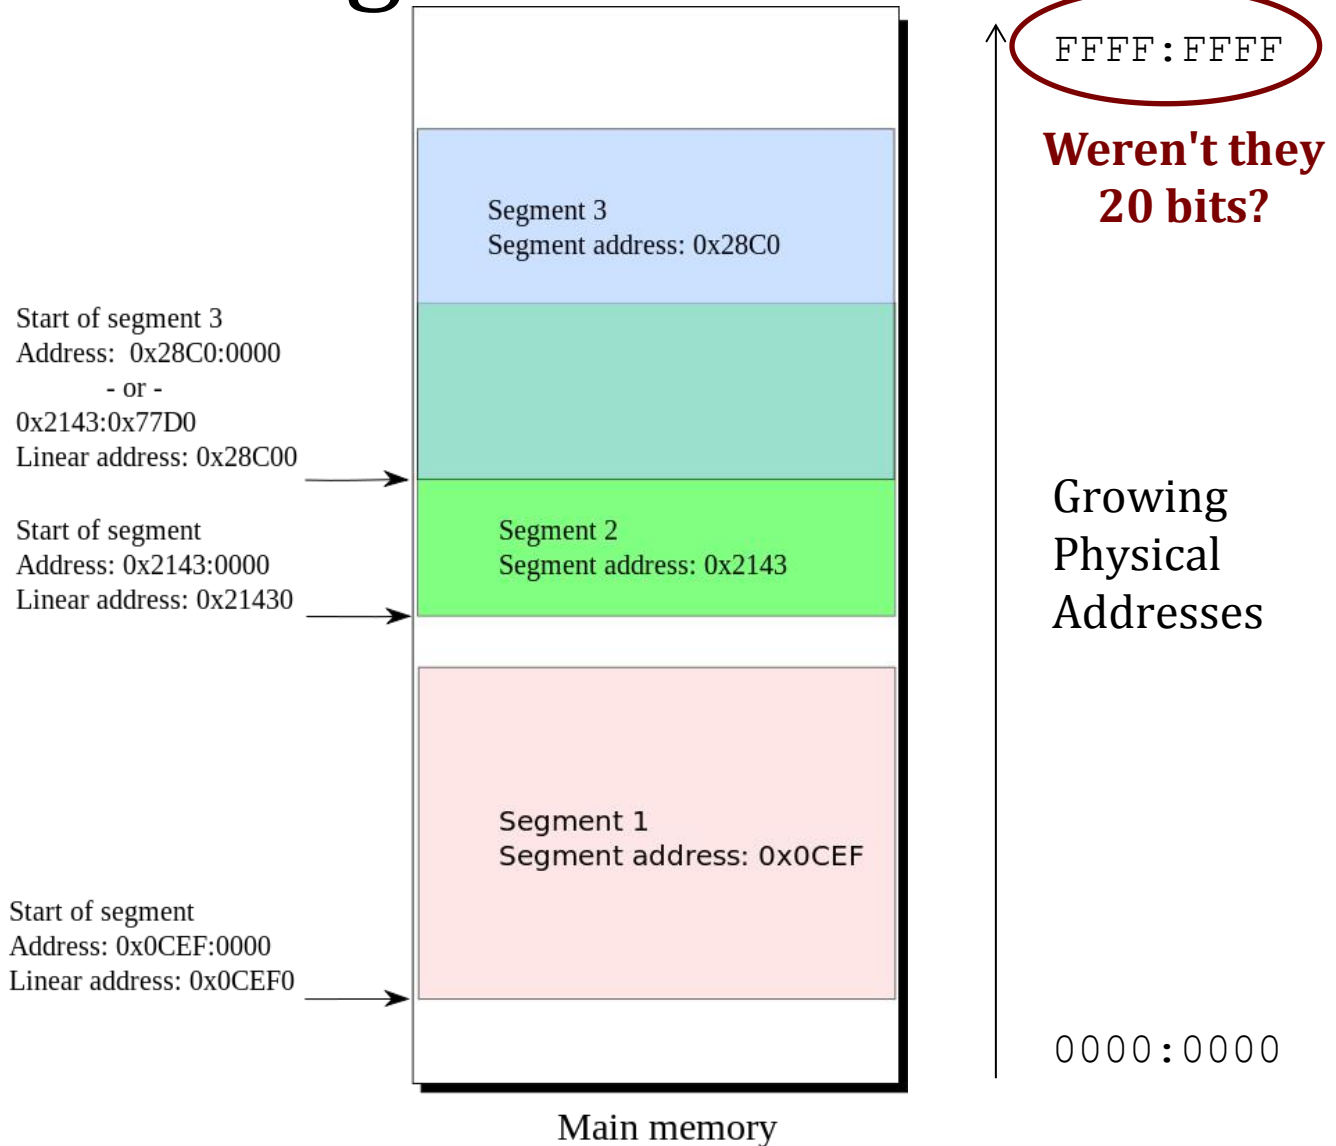 g
FFFF:FFFF
Weren't they
20 bits?
Segment 3
Segment address: 0x28C0
Start of segment 3
Address: 0x28C0:0000
- or -
0x2143:0x77D0
Linear address: 0x28C00
Start of segment
Address: 0x2143:0000
Linear address: 0x21430
Segment 2
Segment address: 0x2143
Growing
Physical
Addresses
Segment 1
Segment address: 0x0CEF
Start of segment
Address: 0x0CEF:0000
Linear address: 0x0CEF0
0000:0000
Main memory